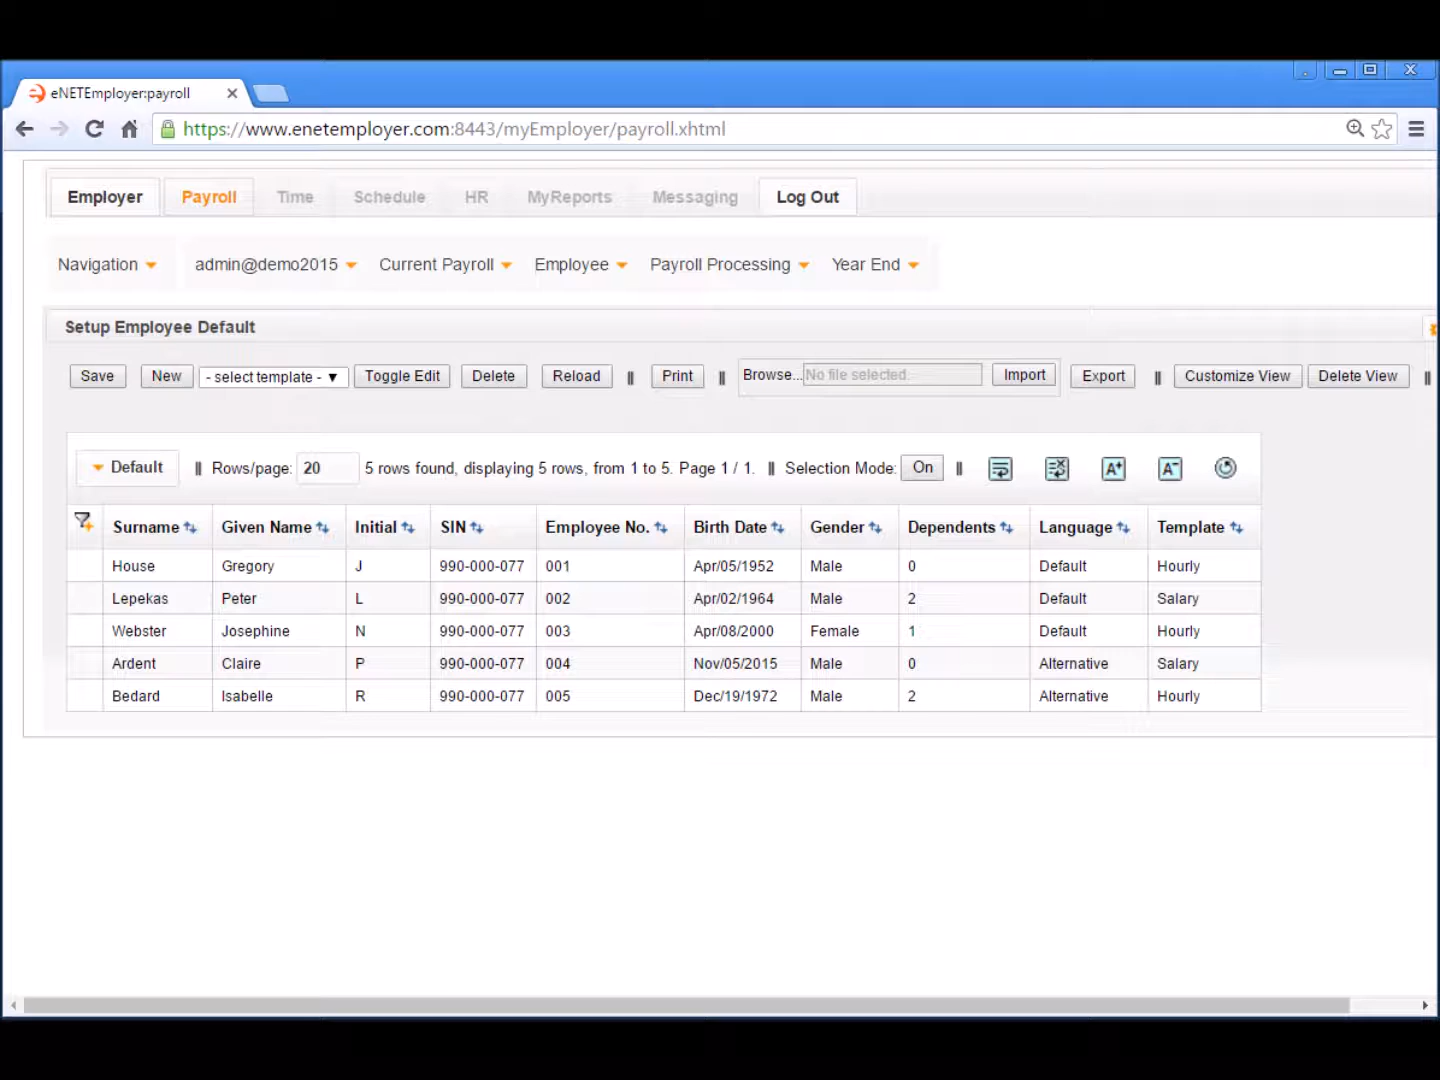 eNETEmployer:payroll
https://www.enetemployer.com:8443/myEmployer/payroll.xhtml
Employer Payroll Time Schedule HR MyReports Messaging Log Out
Navigation admin@demo2015 Current Payroll Employee Payroll Processing Year End
Setup Employee Default
Save New - select template - Toggle Edit Delete Reload || Print || Browse... No file selected. Import Export || Customize View Delete View ||
Default || Rows/page: 20 5 rows found, displaying 5 rows, from 1 to 5. Page 1 / 1. || Selection Mode: On || A+ A-
Surname Given Name Initial SIN Employee No. Birth Date Gender Dependents Language Template
House Gregory J 990-000-077 001 Apr/05/1952 Male 0 Default Hourly
Lepekas Peter L 990-000-077 002 Apr/02/1964 Male 2 Default Salary
Webster Josephine N 990-000-077 003 Apr/08/2000 Female 1 Default Hourly
Ardent Claire P 990-000-077 004 Nov/05/2015 Male 0 Alternative Salary
Bedard Isabelle R 990-000-077 005 Dec/19/1972 Male 2 Alternative Hourly